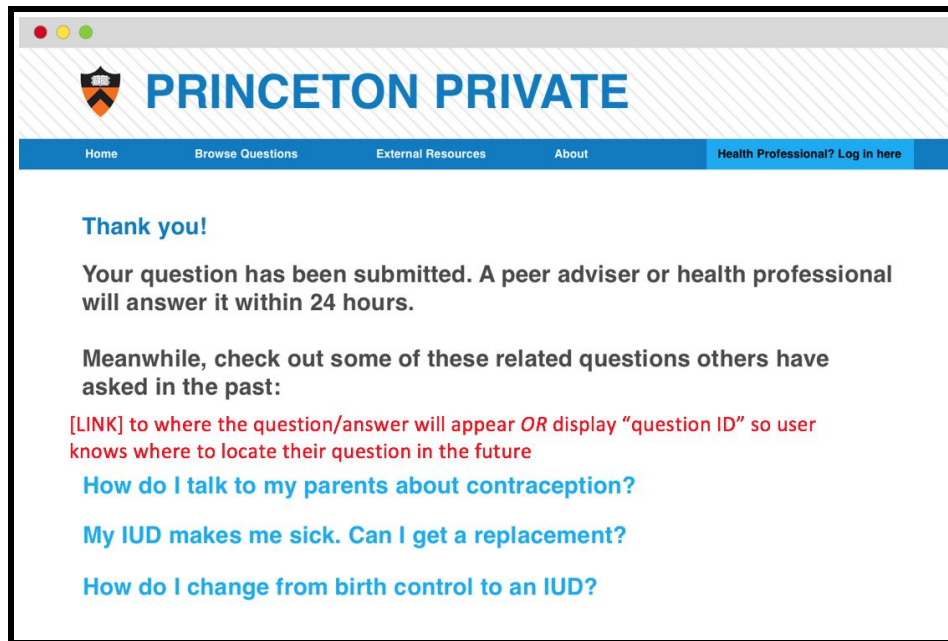 PRINCETON PRIVATE
Home Browse Questions External Resources About Health Professional? Log in here
Thank you!
Your question has been submitted. A peer adviser or health professional
will answer it within 24 hours.
Meanwhile, check out some of these related questions others have
asked in the past:
[LINK] to where the question/answer will appear OR display “question ID” so user
knows where to locate their question in the future
How do I talk to my parents about contraception?
My IUD makes me sick. Can I get a replacement?
How do I change from birth control to an IUD?